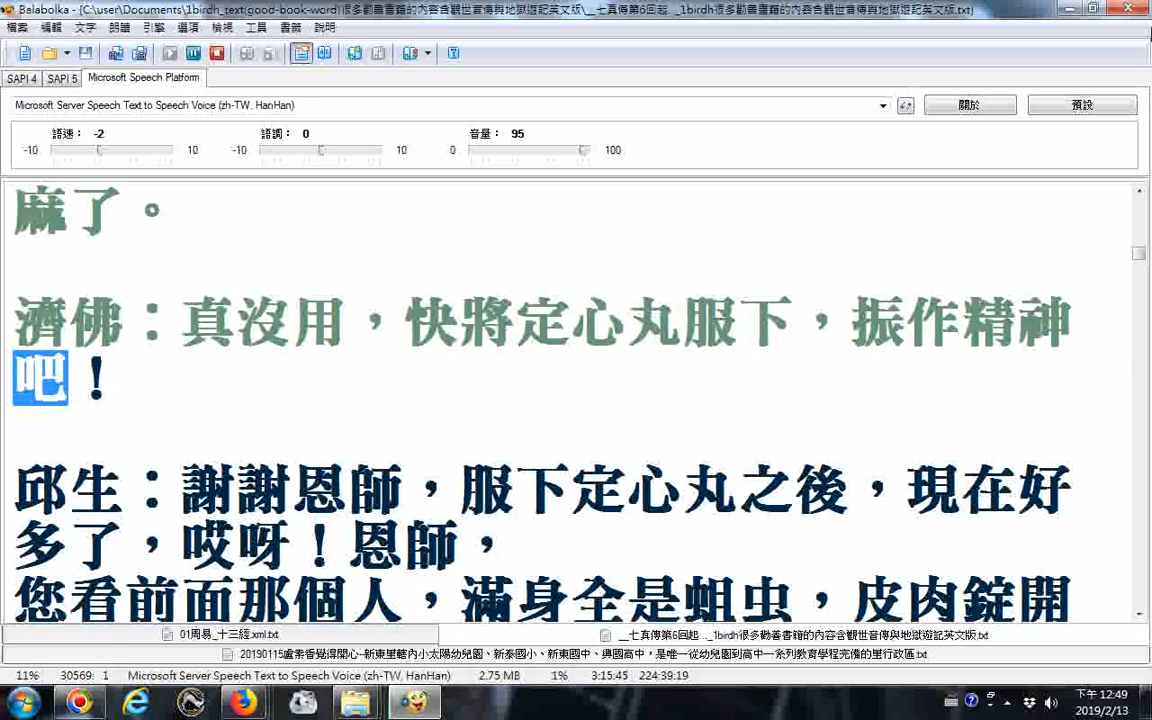 Balabolka - [C:\user\Documents\1birdh_text\good-book-word\很多勸善書籍的內容含觀世音傳與地獄遊記英文版\__七真傳第6回起..._1birdh很多勸善書籍的內容含觀世音傳與地獄遊記英文版.txt]
檔案 編輯 文字 朗讀 引擎 選項 檢視 工具 書籤 說明
SAPI 4 SAPI 5 Microsoft Speech Platform
Microsoft Server Speech Text to Speech Voice (zh-TW, HanHan) 關於 預設
語速： -2 語調： 0 音量： 95
-10 10 -10 10 0 100
麻了。
濟佛：真沒用，快將定心丸服下，振作精神
吧！
邱生：謝謝恩師，服下定心丸之後，現在好
多了，哎呀！恩師，
您看前面那個人，滿身全是蛆虫，皮肉錠開
01周易_十三經.xml.txt __七真傳第6回起..._1birdh很多勸善書籍的內容含觀世音傳與地獄遊記英文版.txt
20190115盧素香覺得開心-新東里轄內小太陽幼兒園、新泰國小、新東國中、興國高中，是唯一從幼兒園到高中一系列教育學程完備的里行政區.txt
11% 30569: 1 Microsoft Server Speech Text to Speech Voice (zh-TW, HanHan) 2.75 MB 1% 3:15:45 224:39:19
下午 12:49
2019/2/13